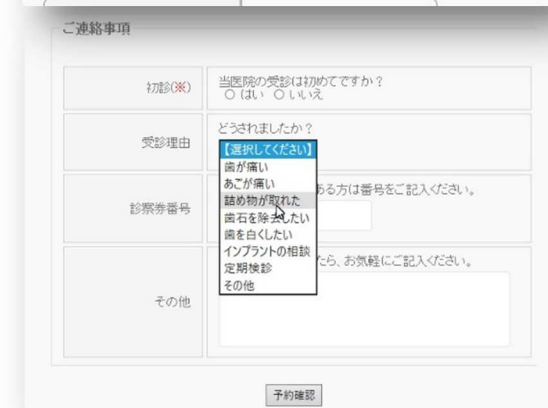 ご連絡事項
初診(※)
当医院の受診は初めてですか?
はい いいえ
受診理由
どうされましたか?
【選択してください】
歯が痛い
あごが痛い
詰め物が取れた
歯石を除去したい
歯を白くしたい
インプラントの相談
定期検診
その他
診察券番号
ある方は番号をご記入ください。
その他
たら、お気軽にご記入ください。
予約確認